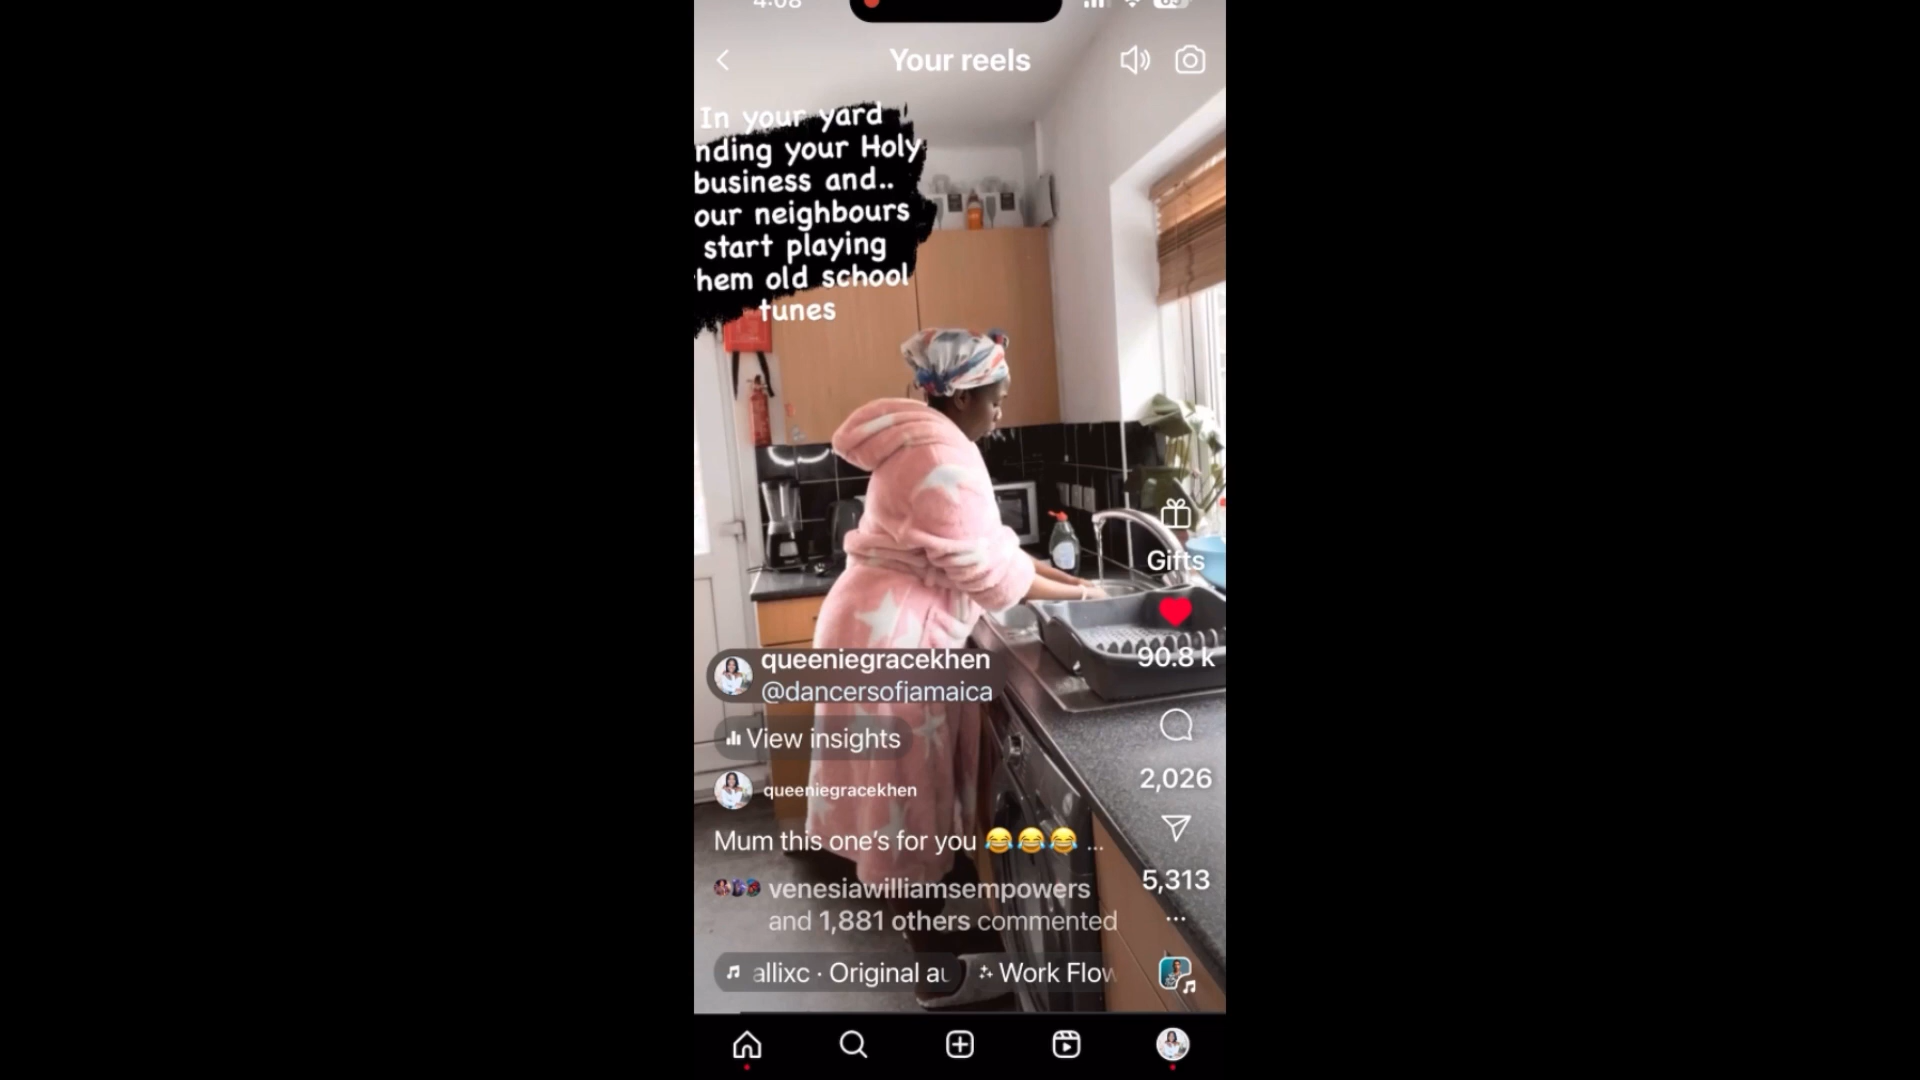 4:08
Your reels
In your yard
nding your Holy
business and..
our neighbours
start playing
hem old school
tunes
Gifts
90.8 k
queeniegracekhen
@dancersofjamaica
View insights
2,026
queeniegracekhen
Mum this one’s for you 😂😂😂 ...
5,313
venesiawilliamsempowers
and 1,881 others commented
allixc · Original au
Work Flow